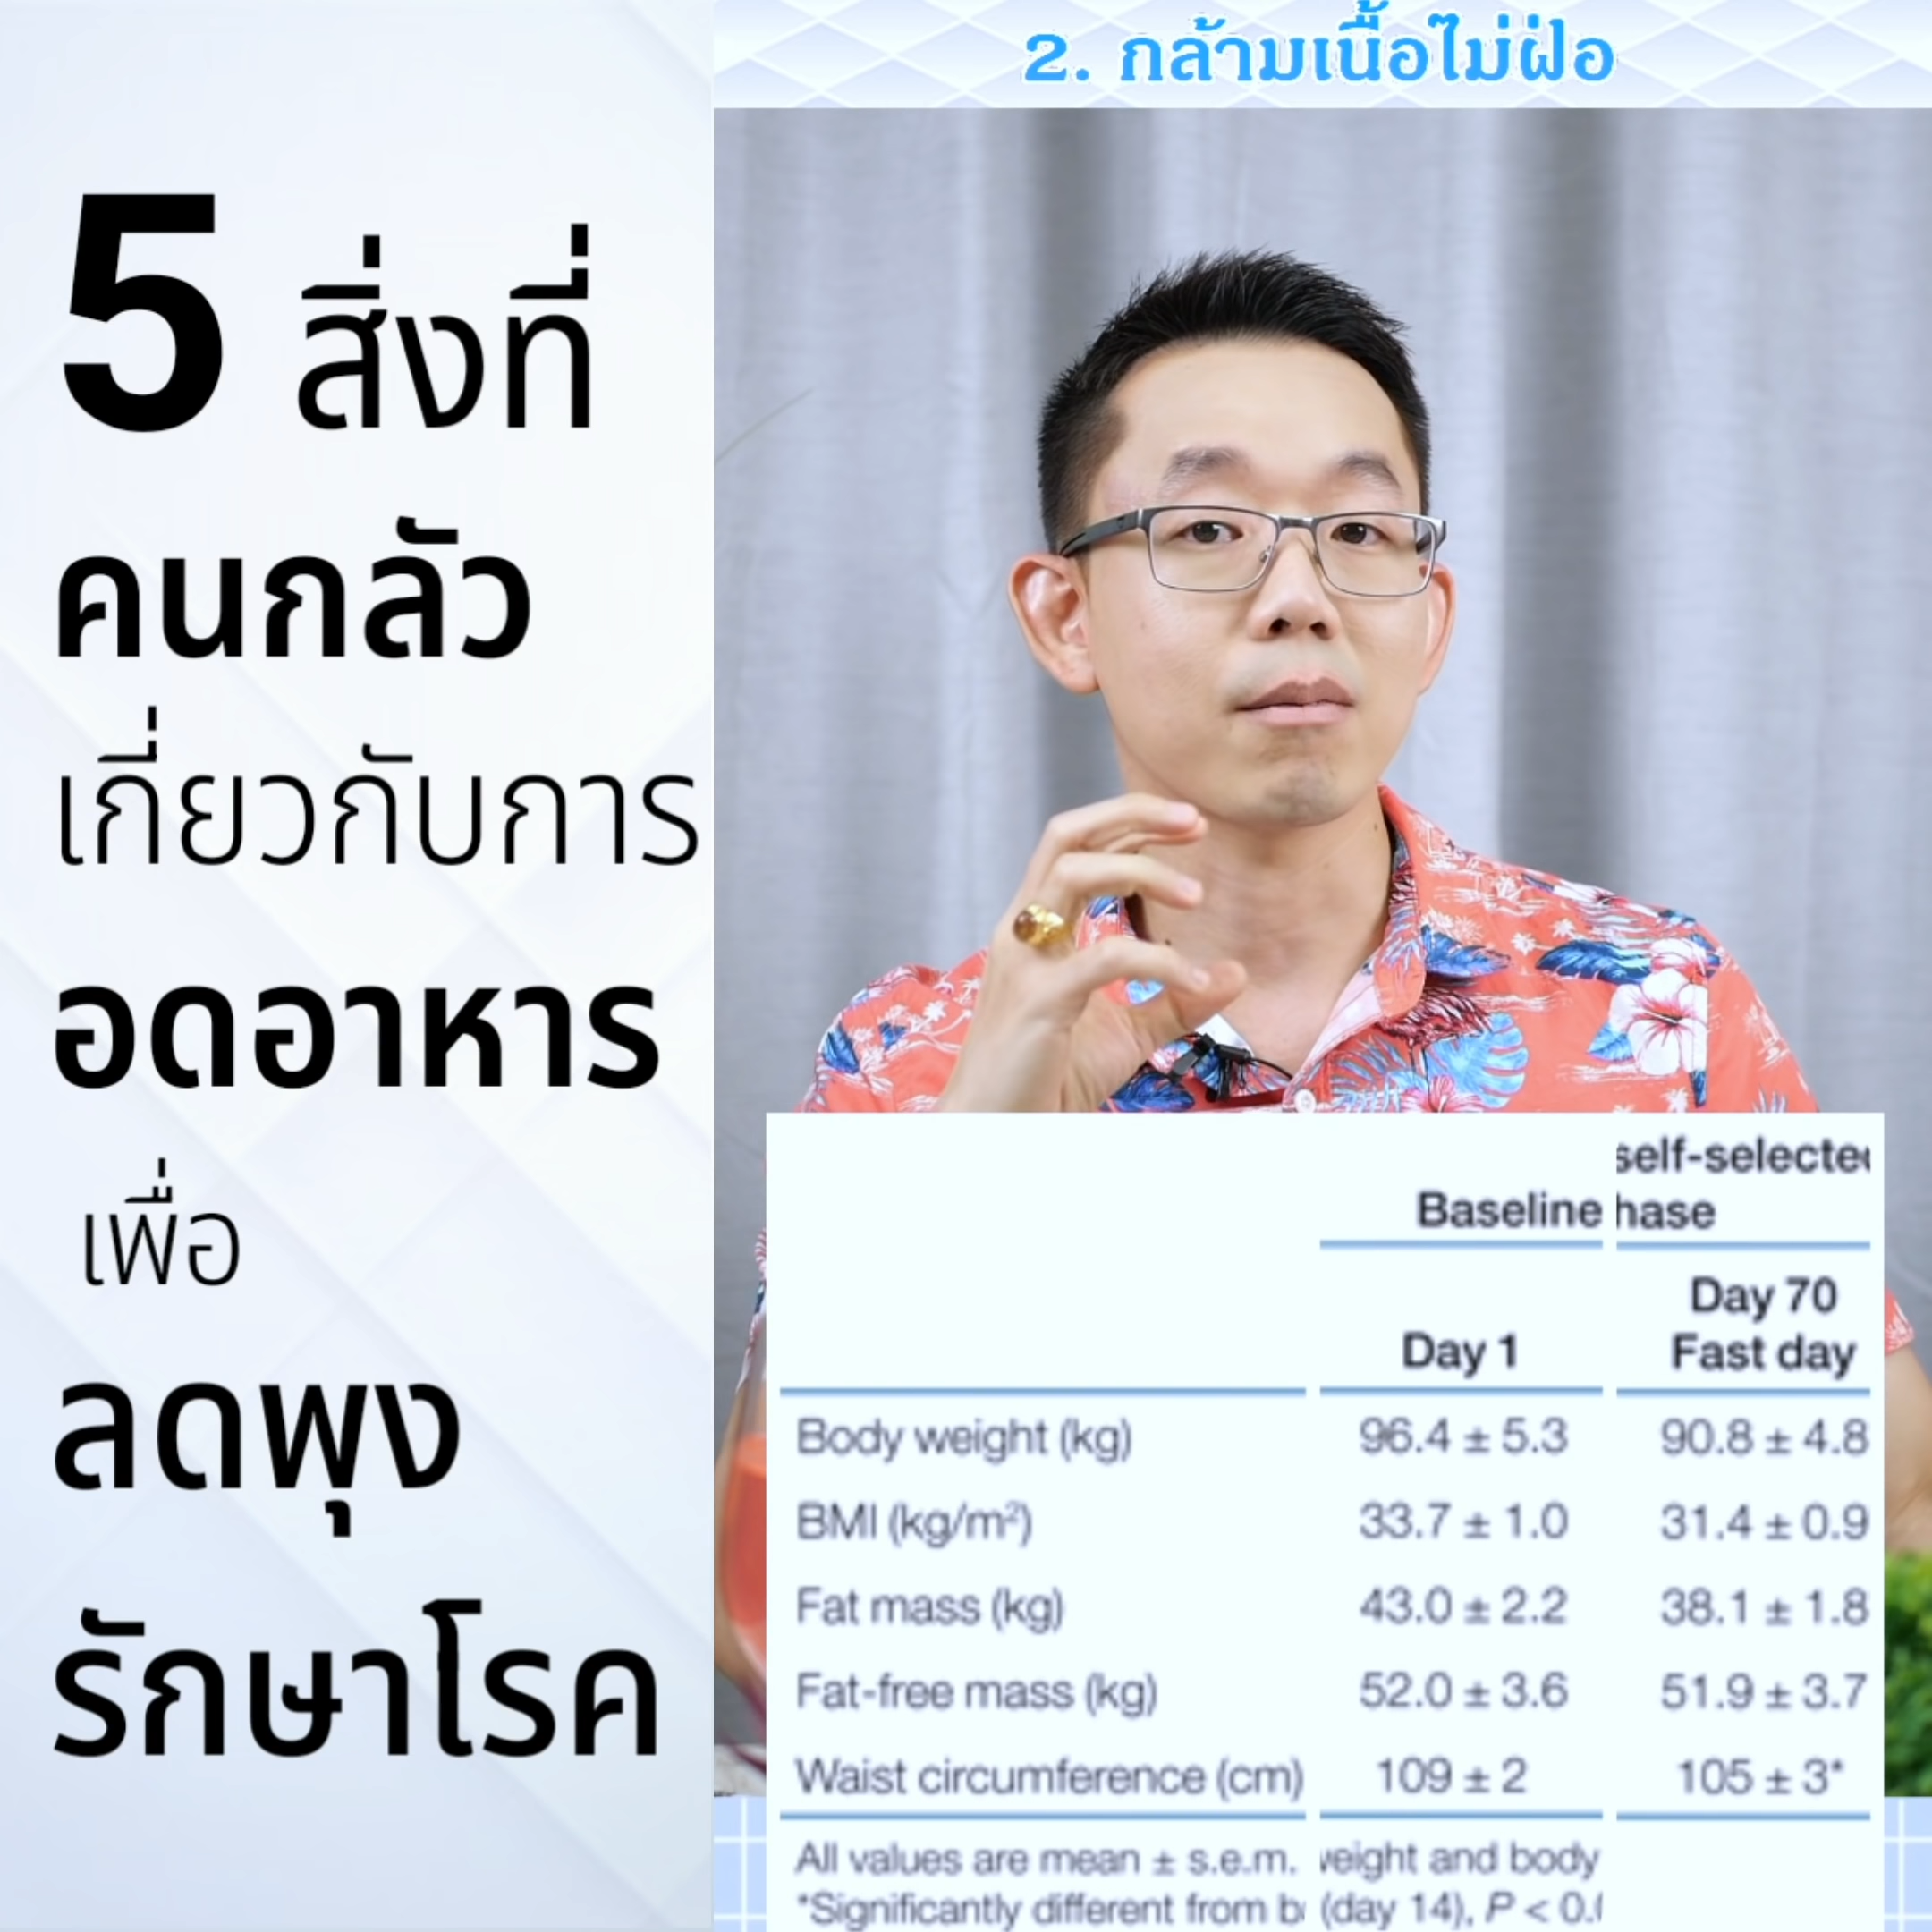 5 สิ่งที่
คนกลัว
เกี่ยวกับการ
อดอาหาร
เพื่อ
ลดพุง
รักษาโรค
2. กล้ามเนื้อไม่ฝ่อ
self-selected
Baseline hase
Day 70
Day 1 Fast day
Body weight (kg) 96.4 ± 5.3 90.8 ± 4.8
BMI (kg/m²) 33.7 ± 1.0 31.4 ± 0.9
Fat mass (kg) 43.0 ± 2.2 38.1 ± 1.8
Fat-free mass (kg) 52.0 ± 3.6 51.9 ± 3.7
Waist circumference (cm) 109 ± 2 105 ± 3*
All values are mean ± s.e.m. weight and body
*Significantly different from b (day 14), P < 0.